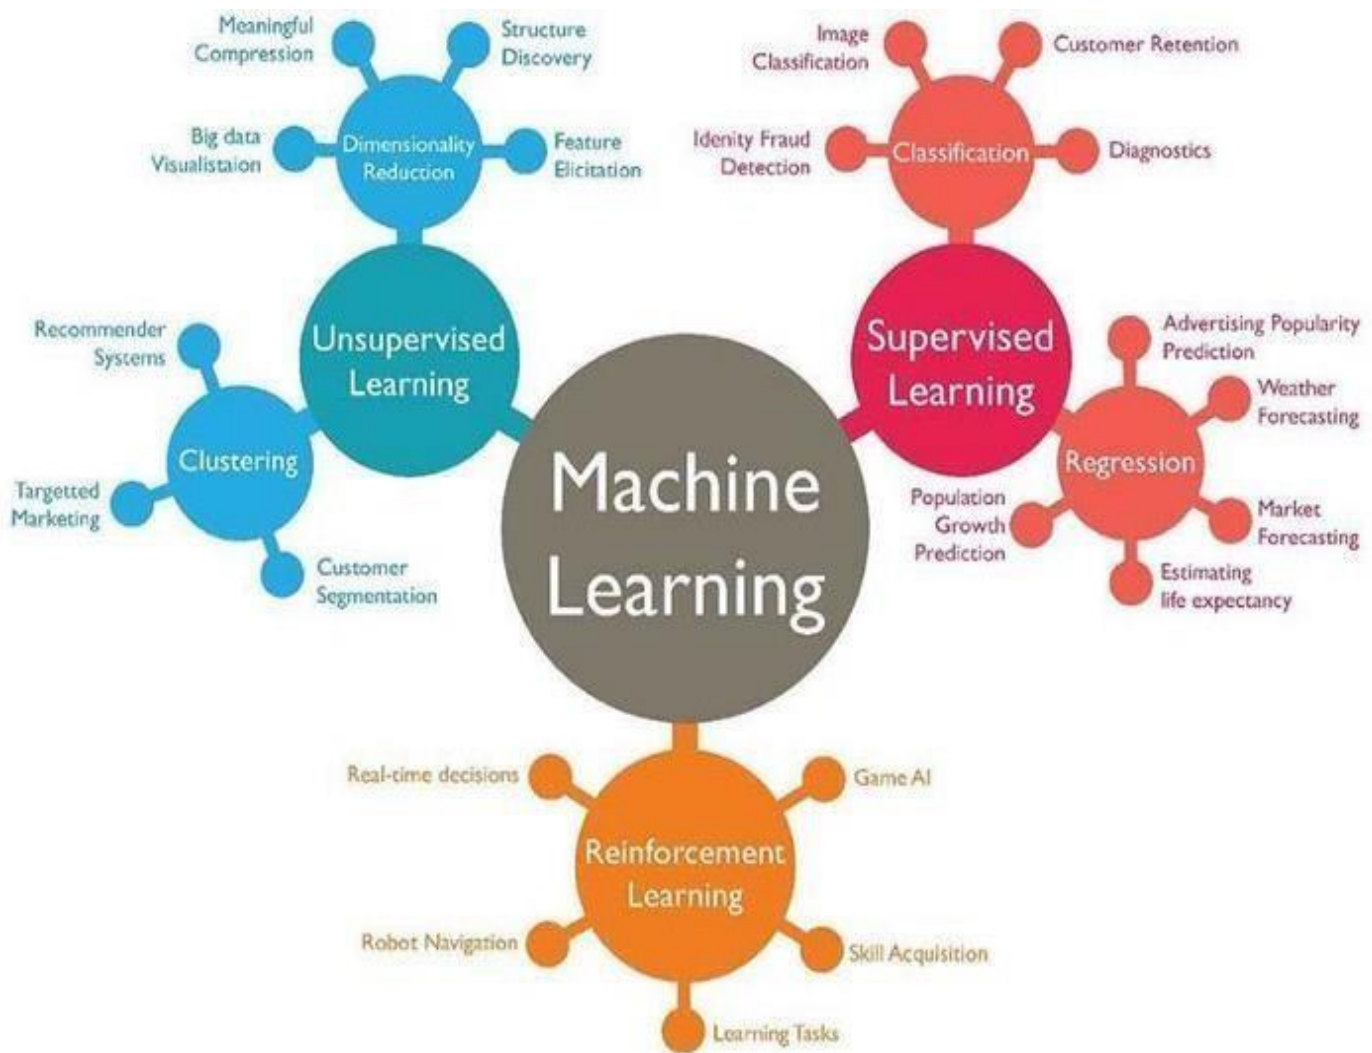 Meaningful
Compression
Structure
Discovery
Big data
Visualistaion
Dimensionality
Reduction
Feature
Elicitation
Image
Classification
Customer Retention
Idenity Fraud
Detection
Classification
Diagnostics
Recommender
Systems
Unsupervised
Learning
Clustering
Targetted
Marketing
Customer
Segmentation
Supervised
Learning
Advertising Popularity
Prediction
Weather
Forecasting
Regression
Population
Growth
Prediction
Market
Forecasting
Estimating
life expectancy
Machine
Learning
Real-time decisions
Game AI
Reinforcement
Learning
Robot Navigation
Skill Acquisition
Learning Tasks